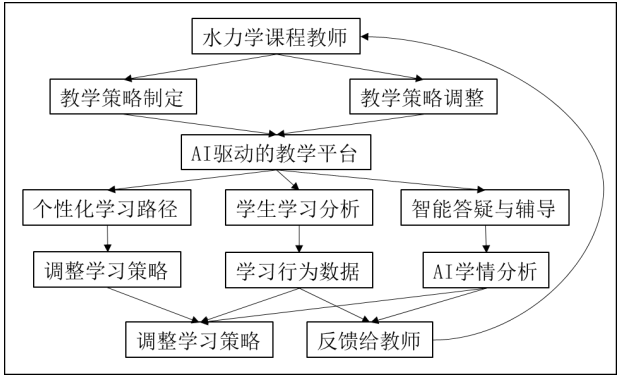 水力学课程教师
教学策略制定
教学策略调整
AI驱动的教学平台
个性化学习路径
学生学习分析
智能答疑与辅导
调整学习策略
学习行为数据
AI学情分析
调整学习策略
反馈给教师